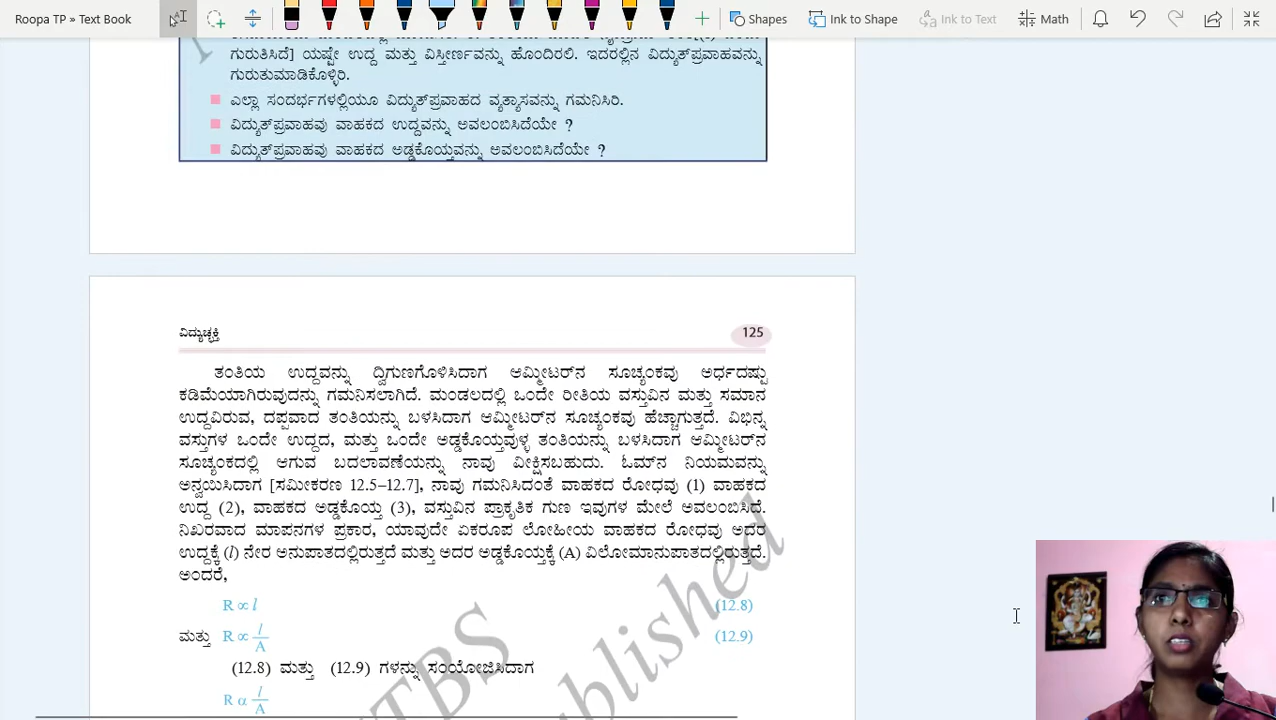 Roopa TP » Text Book
Shapes
Ink to Shape
Ink to Text
Math
ಗುರುತಿಸಿದೆ] ಯಷ್ಟೇ ಉದ್ದ ಮತ್ತು ವಿಸ್ತೀರ್ಣವನ್ನು ಹೊಂದಿರಲಿ. ಇದರಲ್ಲಿನ ವಿದ್ಯುತ್‌ಪ್ರವಾಹವನ್ನು
ಗುರುತುಮಾಡಿಕೊಳ್ಳಿರಿ.
ಎಲ್ಲಾ ಸಂದರ್ಭಗಳಲ್ಲಿಯೂ ವಿದ್ಯುತ್‌ಪ್ರವಾಹದ ವ್ಯತ್ಯಾಸವನ್ನು ಗಮನಿಸಿರಿ.
ವಿದ್ಯುತ್‌ಪ್ರವಾಹವು ವಾಹಕದ ಉದ್ದವನ್ನು ಅವಲಂಬಿಸಿದೆಯೇ ?
ವಿದ್ಯುತ್‌ಪ್ರವಾಹವು ವಾಹಕದ ಅಡ್ಡಕೊಯ್ತವನ್ನು ಅವಲಂಬಿಸಿದೆಯೇ ?
ವಿದ್ಯುಚ್ಛಕ್ತಿ 125
ತಂತಿಯ ಉದ್ದವನ್ನು ದ್ವಿಗುಣಗೊಳಿಸಿದಾಗ ಆಮ್ಮೀಟರ್‌ನ ಸೂಚ್ಯಂಕವು ಅರ್ಧದಷ್ಟು
ಕಡಿಮೆಯಾಗಿರುವುದನ್ನು ಗಮನಿಸಲಾಗಿದೆ. ಮಂಡಲದಲ್ಲಿ ಒಂದೇ ರೀತಿಯ ವಸ್ತುವಿನ ಮತ್ತು ಸಮಾನ
ಉದ್ದವಿರುವ, ದಪ್ಪವಾದ ತಂತಿಯನ್ನು ಬಳಸಿದಾಗ ಆಮ್ಮೀಟರ್‌ನ ಸೂಚ್ಯಂಕವು ಹೆಚ್ಚಾಗುತ್ತದೆ. ವಿಭಿನ್ನ
ವಸ್ತುಗಳ ಒಂದೇ ಉದ್ದದ, ಮತ್ತು ಒಂದೇ ಅಡ್ಡಕೊಯ್ತವುಳ್ಳ ತಂತಿಯನ್ನು ಬಳಸಿದಾಗ ಆಮ್ಮೀಟರ್‌ನ
ಸೂಚ್ಯಂಕದಲ್ಲಿ ಆಗುವ ಬದಲಾವಣೆಯನ್ನು ನಾವು ವೀಕ್ಷಿಸಬಹುದು. ಓಮ್‌ನ ನಿಯಮವನ್ನು
ಅನ್ವಯಿಸಿದಾಗ [ಸಮೀಕರಣ 12.5–12.7], ನಾವು ಗಮನಿಸಿದಂತೆ ವಾಹಕದ ರೋಧವು (1) ವಾಹಕದ
ಉದ್ದ (2), ವಾಹಕದ ಅಡ್ಡಕೊಯ್ತ (3), ವಸ್ತುವಿನ ಪ್ರಾಕೃತಿಕ ಗುಣ ಇವುಗಳ ಮೇಲೆ ಅವಲಂಬಿಸಿದೆ.
ನಿಖರವಾದ ಮಾಪನಗಳ ಪ್ರಕಾರ, ಯಾವುದೇ ಏಕರೂಪ ಲೋಹೀಯ ವಾಹಕದ ರೋಧವು ಅದರ
ಉದ್ದಕ್ಕೆ (l) ನೇರ ಅನುಪಾತದಲ್ಲಿರುತ್ತದೆ ಮತ್ತು ಅದರ ಅಡ್ಡಕೊಯ್ತಕ್ಕೆ (A) ವಿಲೋಮಾನುಪಾತದಲ್ಲಿರುತ್ತದೆ.
ಅಂದರೆ,
R ∝ l (12.8)
ಮತ್ತು R ∝ l/A (12.9)
(12.8) ಮತ್ತು (12.9) ಗಳನ್ನು ಸಂಯೋಜಿಸಿದಾಗ
R α l/A
TBS
published